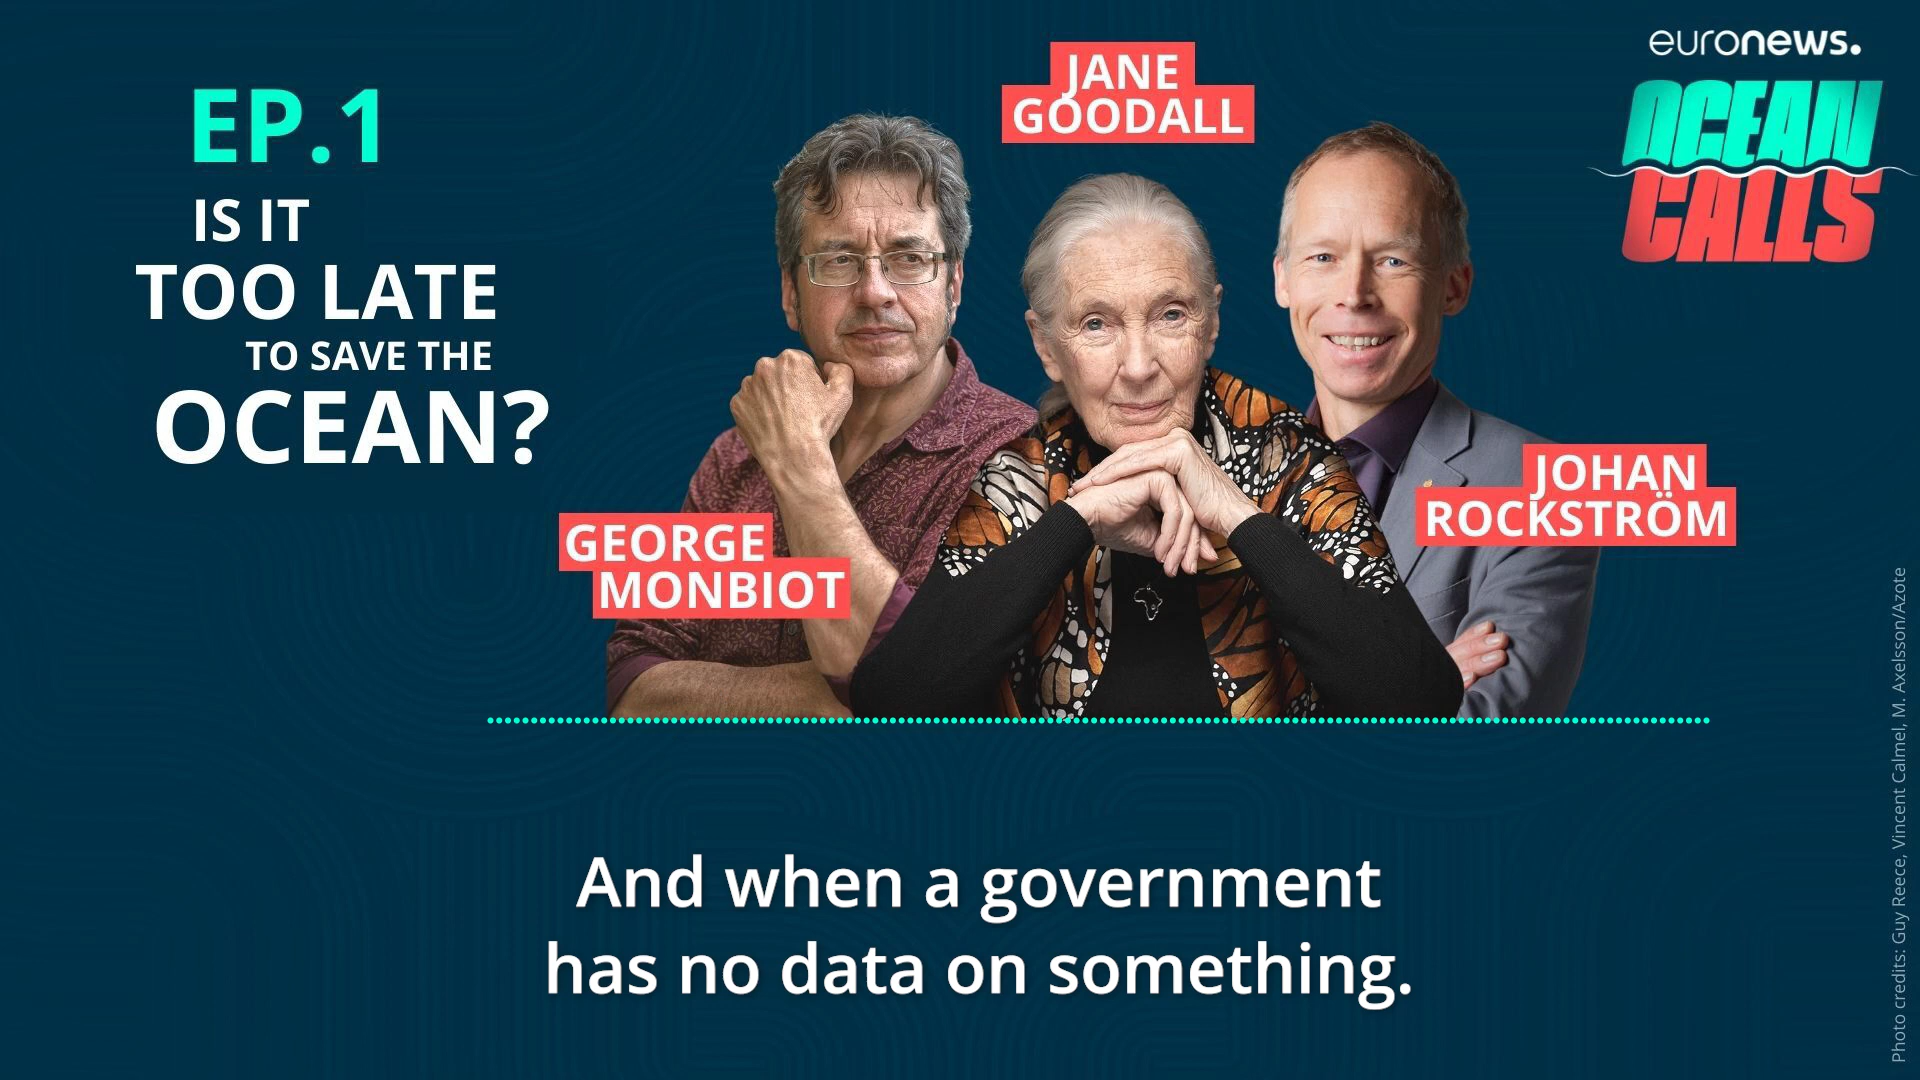 EP.1
IS IT
TOO LATE
TO SAVE THE
OCEAN?
JANE
GOODALL
euronews.
OCEAN
CALLS
GEORGE
MONBIOT
JOHAN
ROCKSTRÖM
And when a government
has no data on something.
Photo credits: Guy Reece, Vincent Calmel, M. Axelsson/Azote